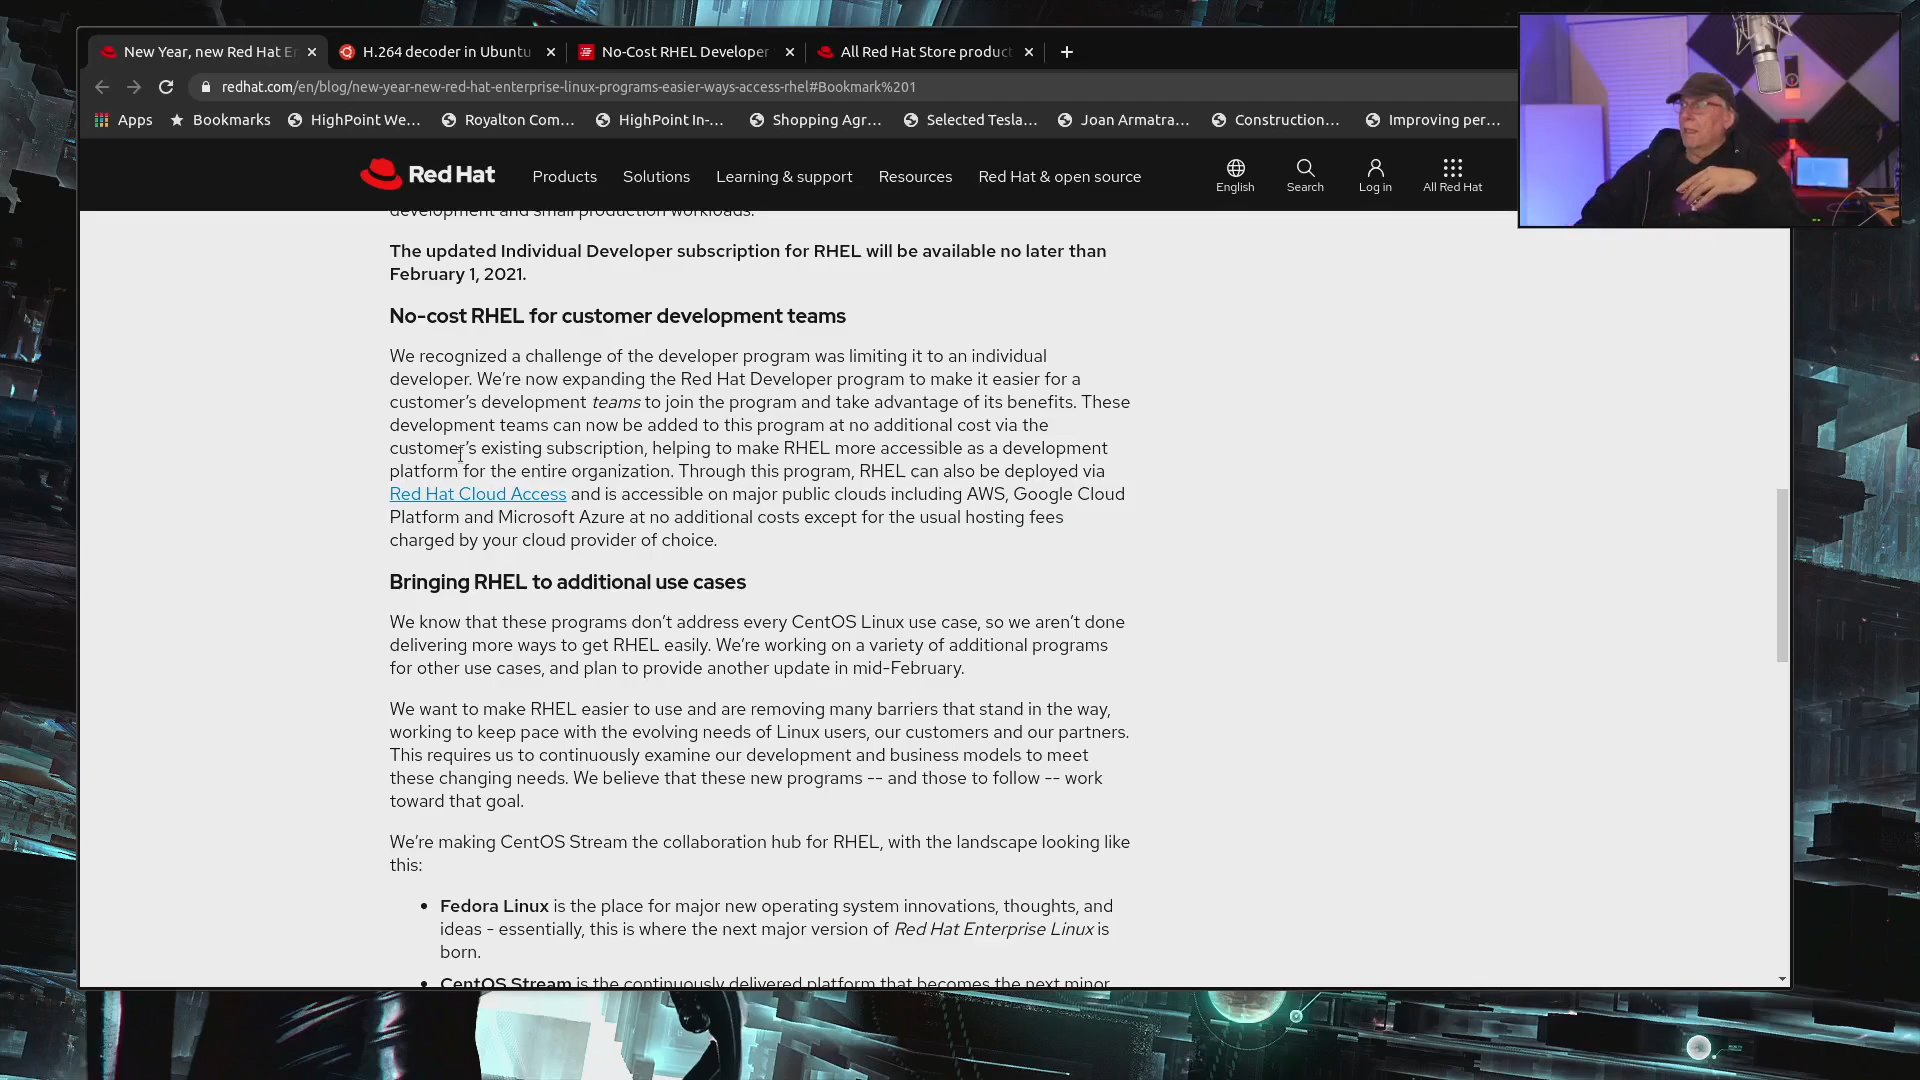 New Year, new Red Hat En
H.264 decoder in Ubuntu
No-Cost RHEL Developer
All Red Hat Store product
redhat.com/en/blog/new-year-new-red-hat-enterprise-linux-programs-easier-ways-access-rhel#Bookmark%201
Apps
Bookmarks
HighPoint We...
Royalton Com...
HighPoint In-...
Shopping Agr...
Selected Tesla...
Joan Armatra...
Construction...
Improving per...
Red Hat
Products
Solutions
Learning & support
Resources
Red Hat & open source
English
Search
Log in
All Red Hat
development and small production workloads.
The updated Individual Developer subscription for RHEL will be available no later than
February 1, 2021.
No-cost RHEL for customer development teams
We recognized a challenge of the developer program was limiting it to an individual
developer. We’re now expanding the Red Hat Developer program to make it easier for a
customer’s development teams to join the program and take advantage of its benefits. These
development teams can now be added to this program at no additional cost via the
customer’s existing subscription, helping to make RHEL more accessible as a development
platform for the entire organization. Through this program, RHEL can also be deployed via
Red Hat Cloud Access and is accessible on major public clouds including AWS, Google Cloud
Platform and Microsoft Azure at no additional costs except for the usual hosting fees
charged by your cloud provider of choice.
Bringing RHEL to additional use cases
We know that these programs don’t address every CentOS Linux use case, so we aren’t done
delivering more ways to get RHEL easily. We’re working on a variety of additional programs
for other use cases, and plan to provide another update in mid-February.
We want to make RHEL easier to use and are removing many barriers that stand in the way,
working to keep pace with the evolving needs of Linux users, our customers and our partners.
This requires us to continuously examine our development and business models to meet
these changing needs. We believe that these new programs -- and those to follow -- work
toward that goal.
We’re making CentOS Stream the collaboration hub for RHEL, with the landscape looking like
this:
• Fedora Linux is the place for major new operating system innovations, thoughts, and
ideas - essentially, this is where the next major version of Red Hat Enterprise Linux is
born.
• CentOS Stream is the continuously delivered platform that becomes the next minor